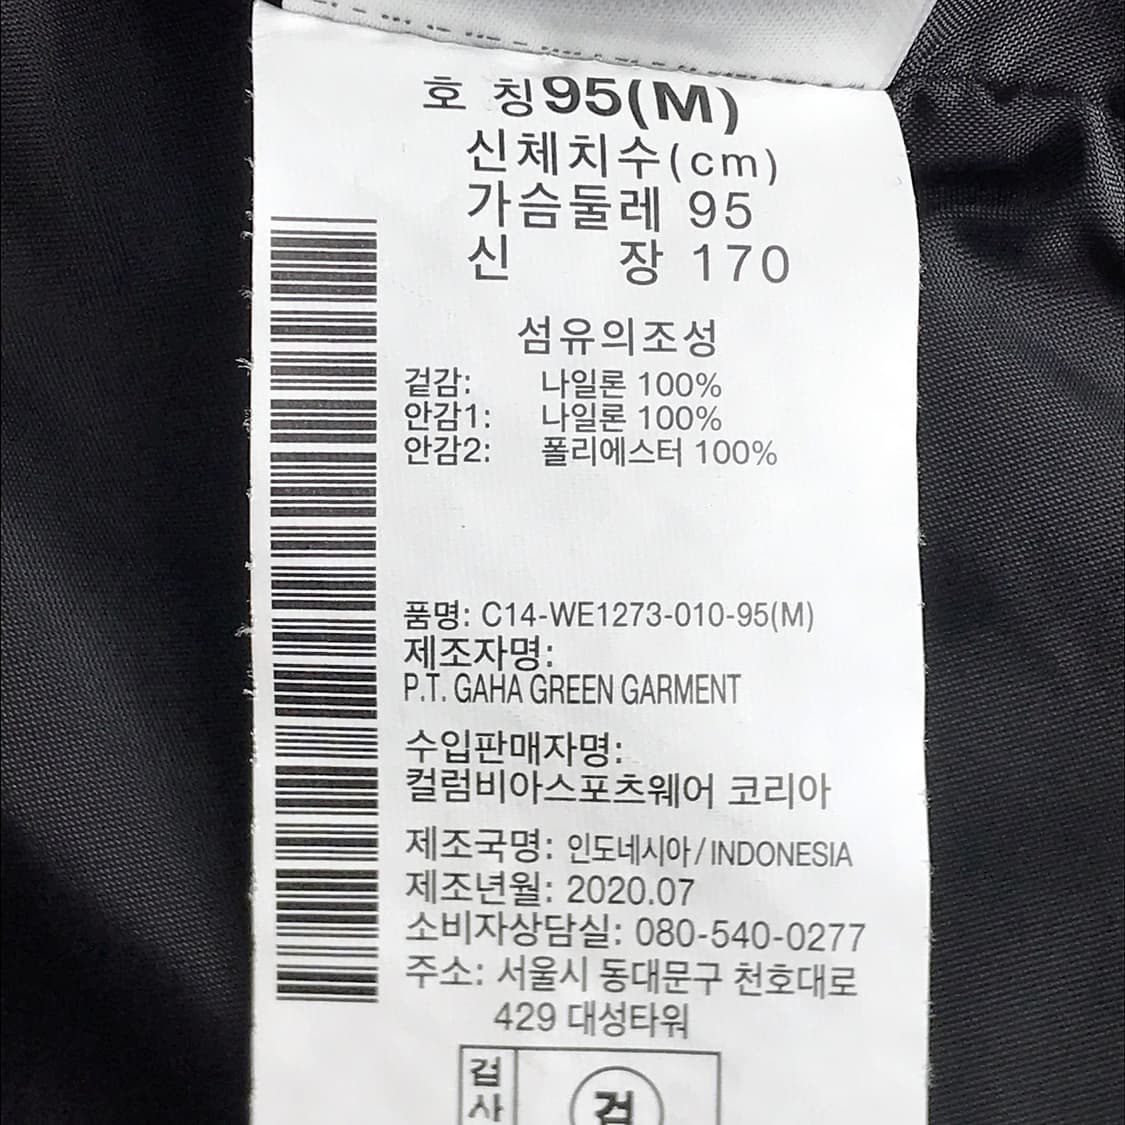 호 칭 95(M)
신체치수(cm)
가슴둘레 95
신 장 170
섬유의조성
겉감: 나일론 100%
안감1: 나일론 100%
안감2: 폴리에스터 100%
품명: C14-WE1273-010-95(M)
제조자명:
P.T. GAHA GREEN GARMENT
수입판매자명:
컬럼비아스포츠웨어 코리아
제조국명: 인도네시아/INDONESIA
제조년월: 2020.07
소비자상담실: 080-540-0277
주소: 서울시 동대문구 천호대로
429 대성타워
검사
검